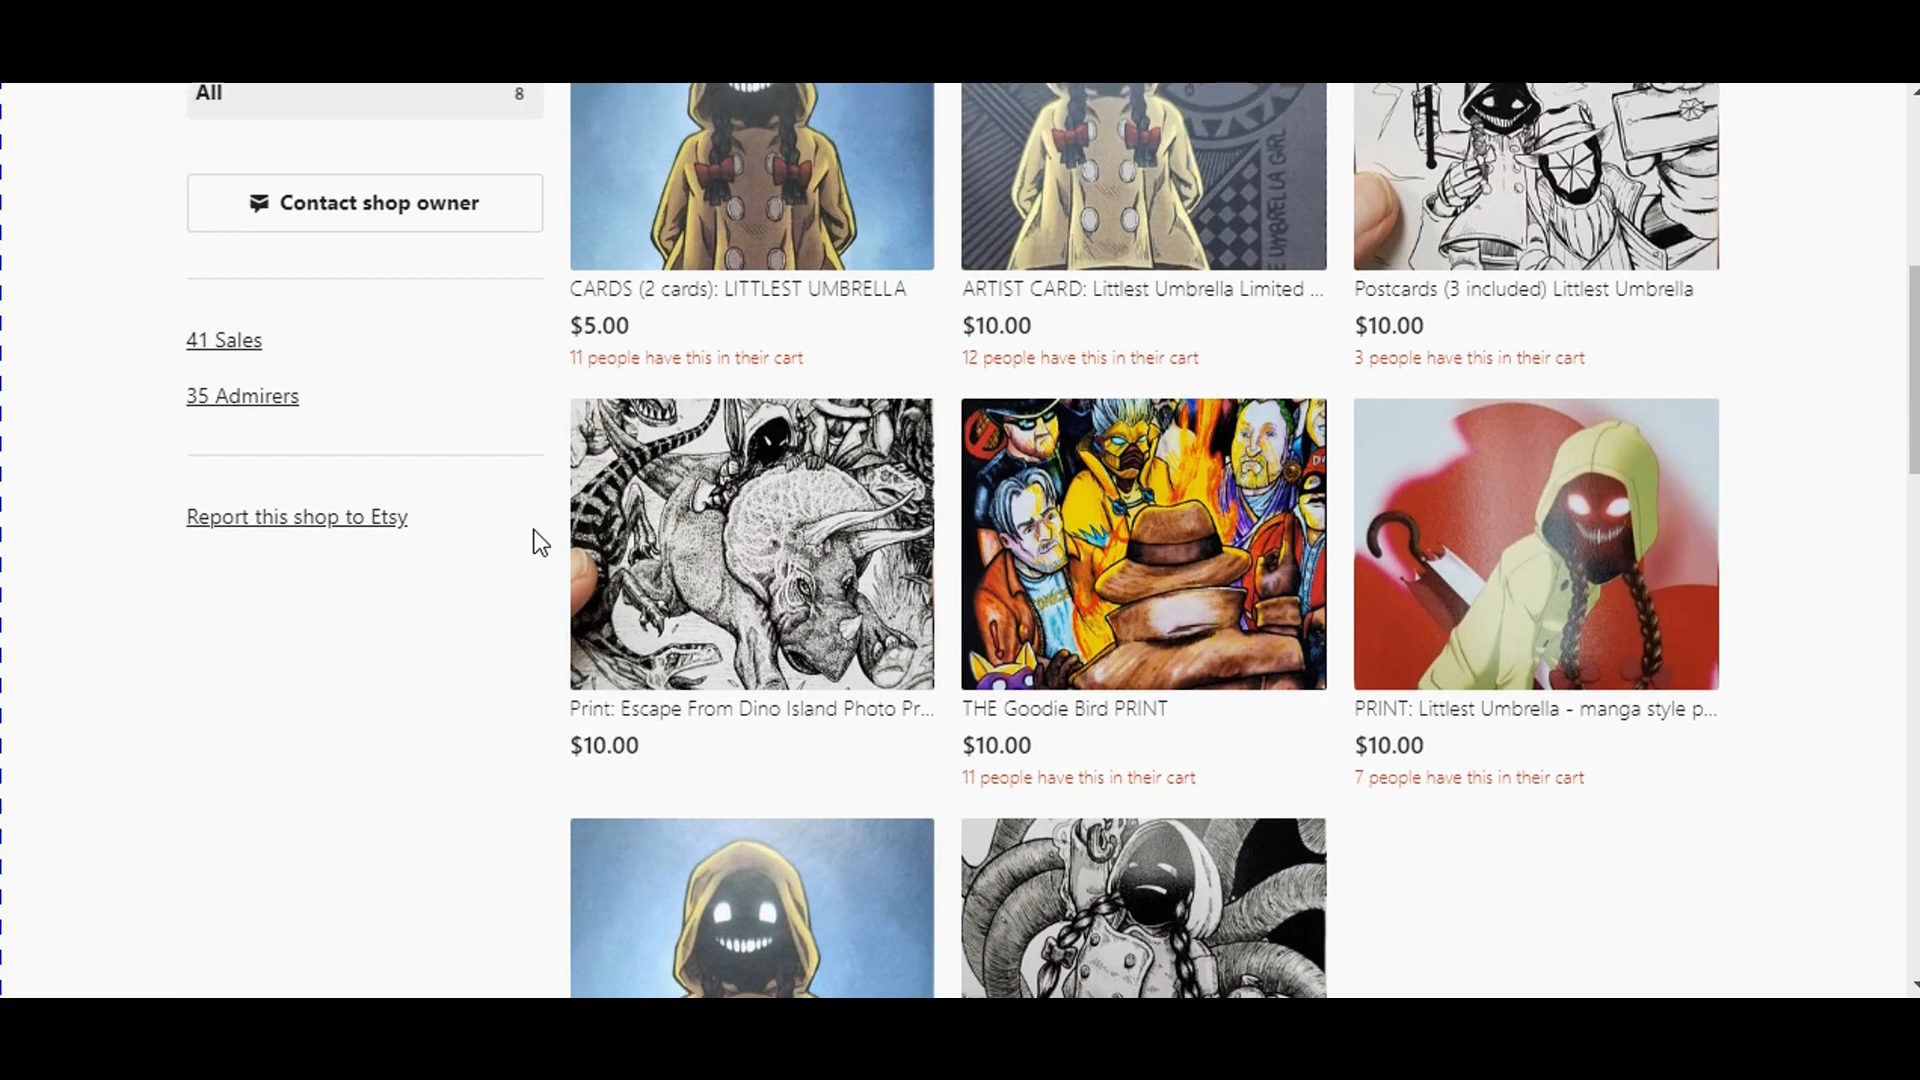 All 8
Contact shop owner
41 Sales
35 Admirers
Report this shop to Etsy
UMBRELLA GIRL
CARDS (2 cards): LITTLEST UMBRELLA
$5.00
11 people have this in their cart
ARTIST CARD: Littlest Umbrella Limited ...
$10.00
12 people have this in their cart
Postcards (3 included) Littlest Umbrella
$10.00
3 people have this in their cart
Print: Escape From Dino Island Photo Pr...
$10.00
THE Goodie Bird PRINT
$10.00
11 people have this in their cart
PRINT: Littlest Umbrella - manga style p...
$10.00
7 people have this in their cart